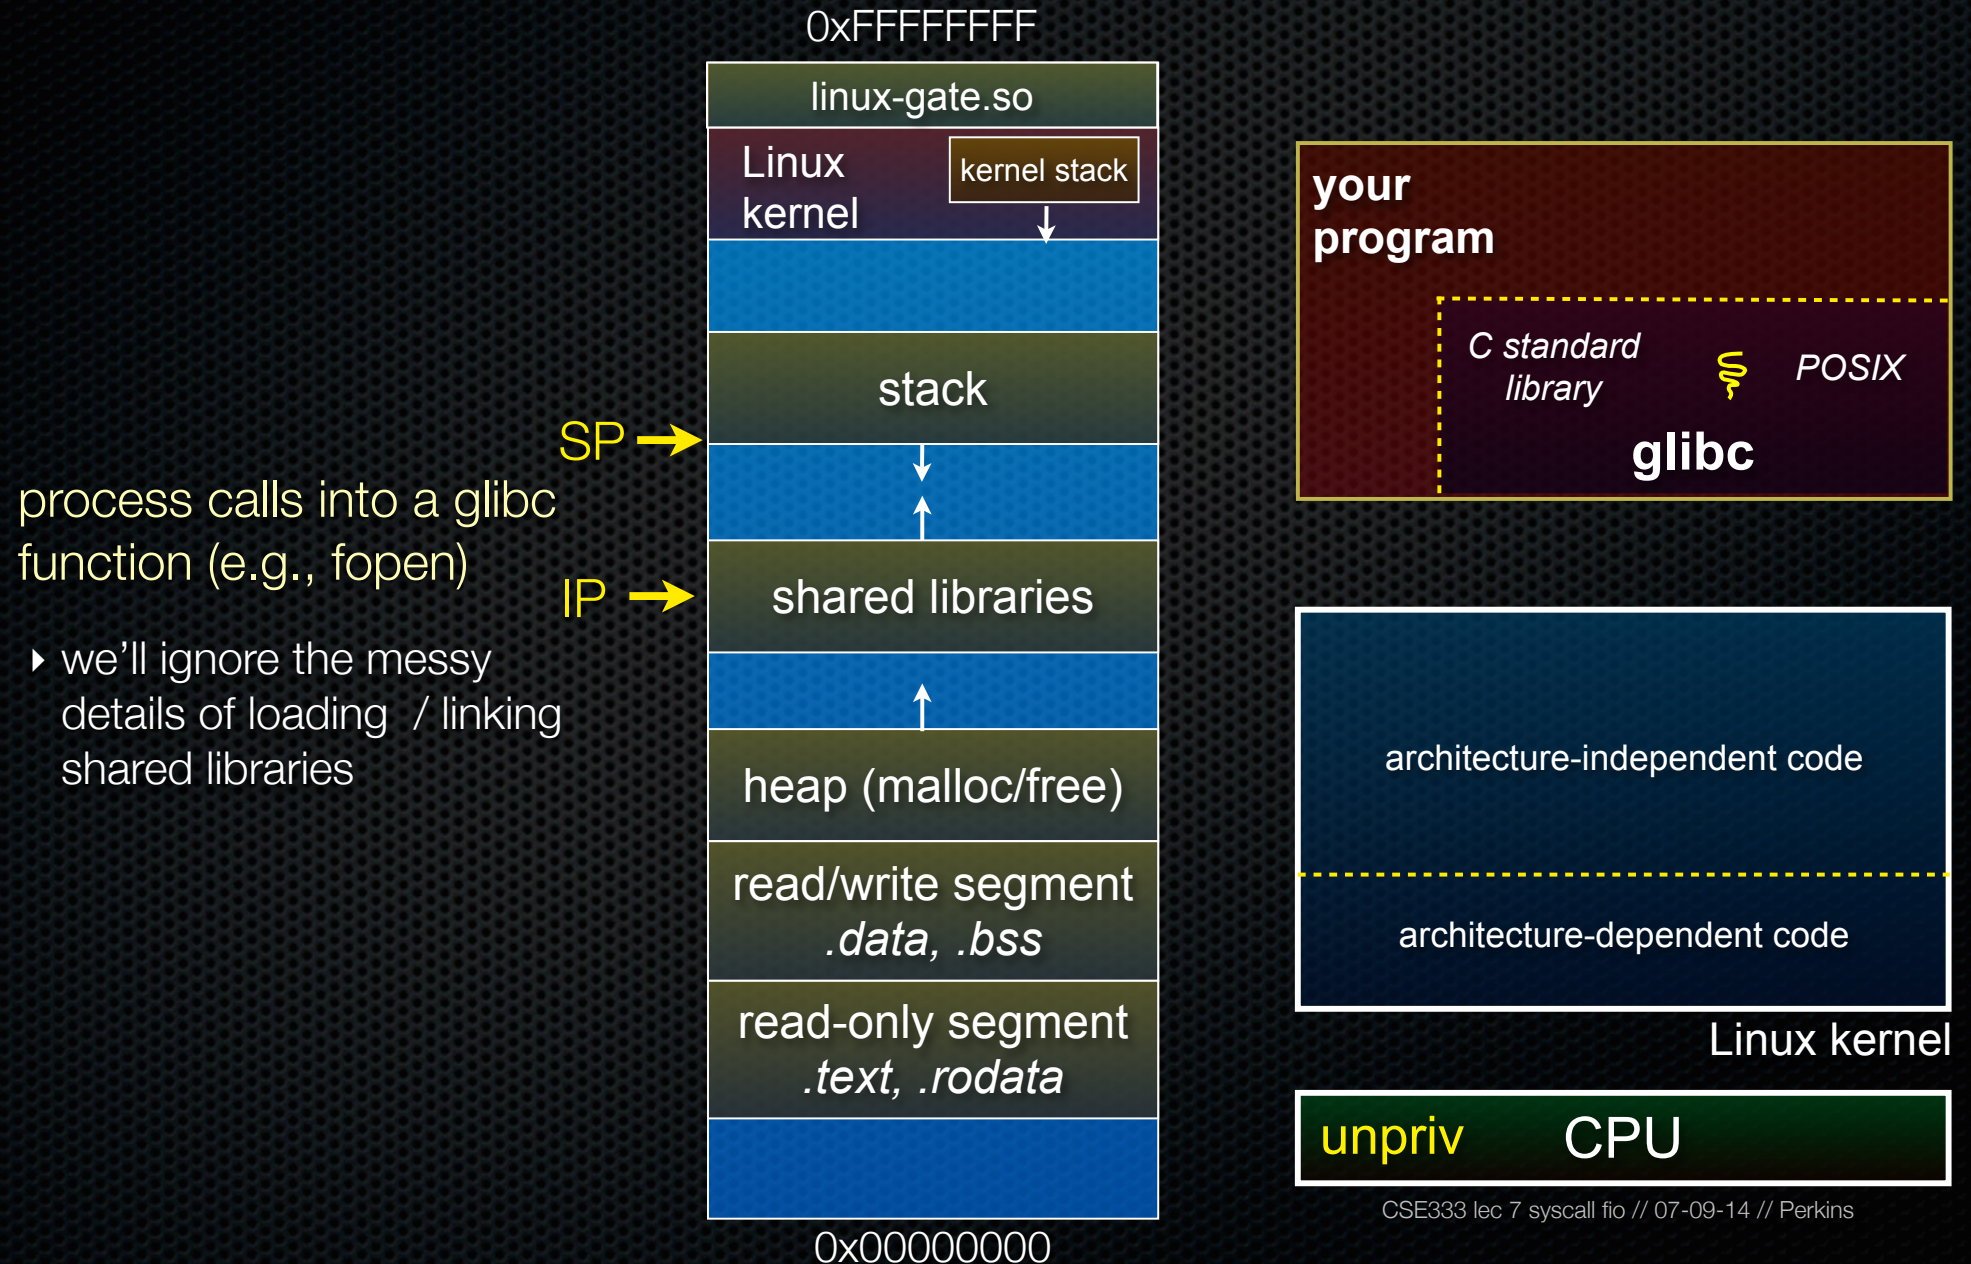 process calls into a glibc
function (e.g., fopen)
‣ we’ll ignore the messy
details of loading / linking
shared libraries
0xFFFFFFFF
linux-gate.so
Linux
kernel
kernel stack
stack
SP
IP
shared libraries
heap (malloc/free)
read/write segment
.data, .bss
read-only segment
.text, .rodata
0x00000000
your
program
C standard
library
POSIX
glibc
architecture-independent code
architecture-dependent code
Linux kernel
unpriv CPU
CSE333 lec 7 syscall fio // 07-09-14 // Perkins